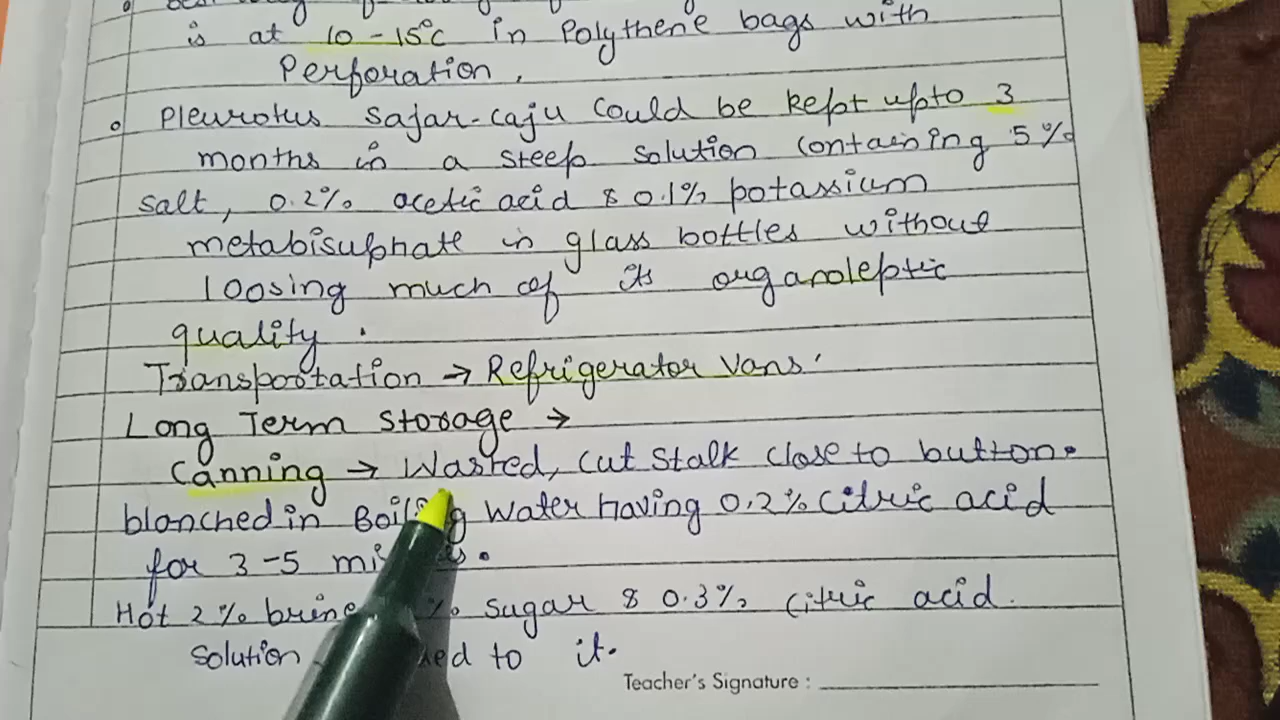 is at 10-15°C in Polythene bags with
Perforation.
Pleurotus Sajar-caju Could be Kept upto 3
months in a steep solution Containing 5%
salt, 0.2% acetic acid & 0.1% potassium
metabisulphate in glass bottles without
loosing much of its organoleptic
quality.
Transportation → Refrigerator Vans.
Long Term Storage →
Canning → Wasted, Cut Stalk Close to button.
blanched in Water having 0.2% Citric acid
for 3-5
Hot 2% brine % sugar & 0.3% Citric acid.
Solution to it.
Teacher's Signature :